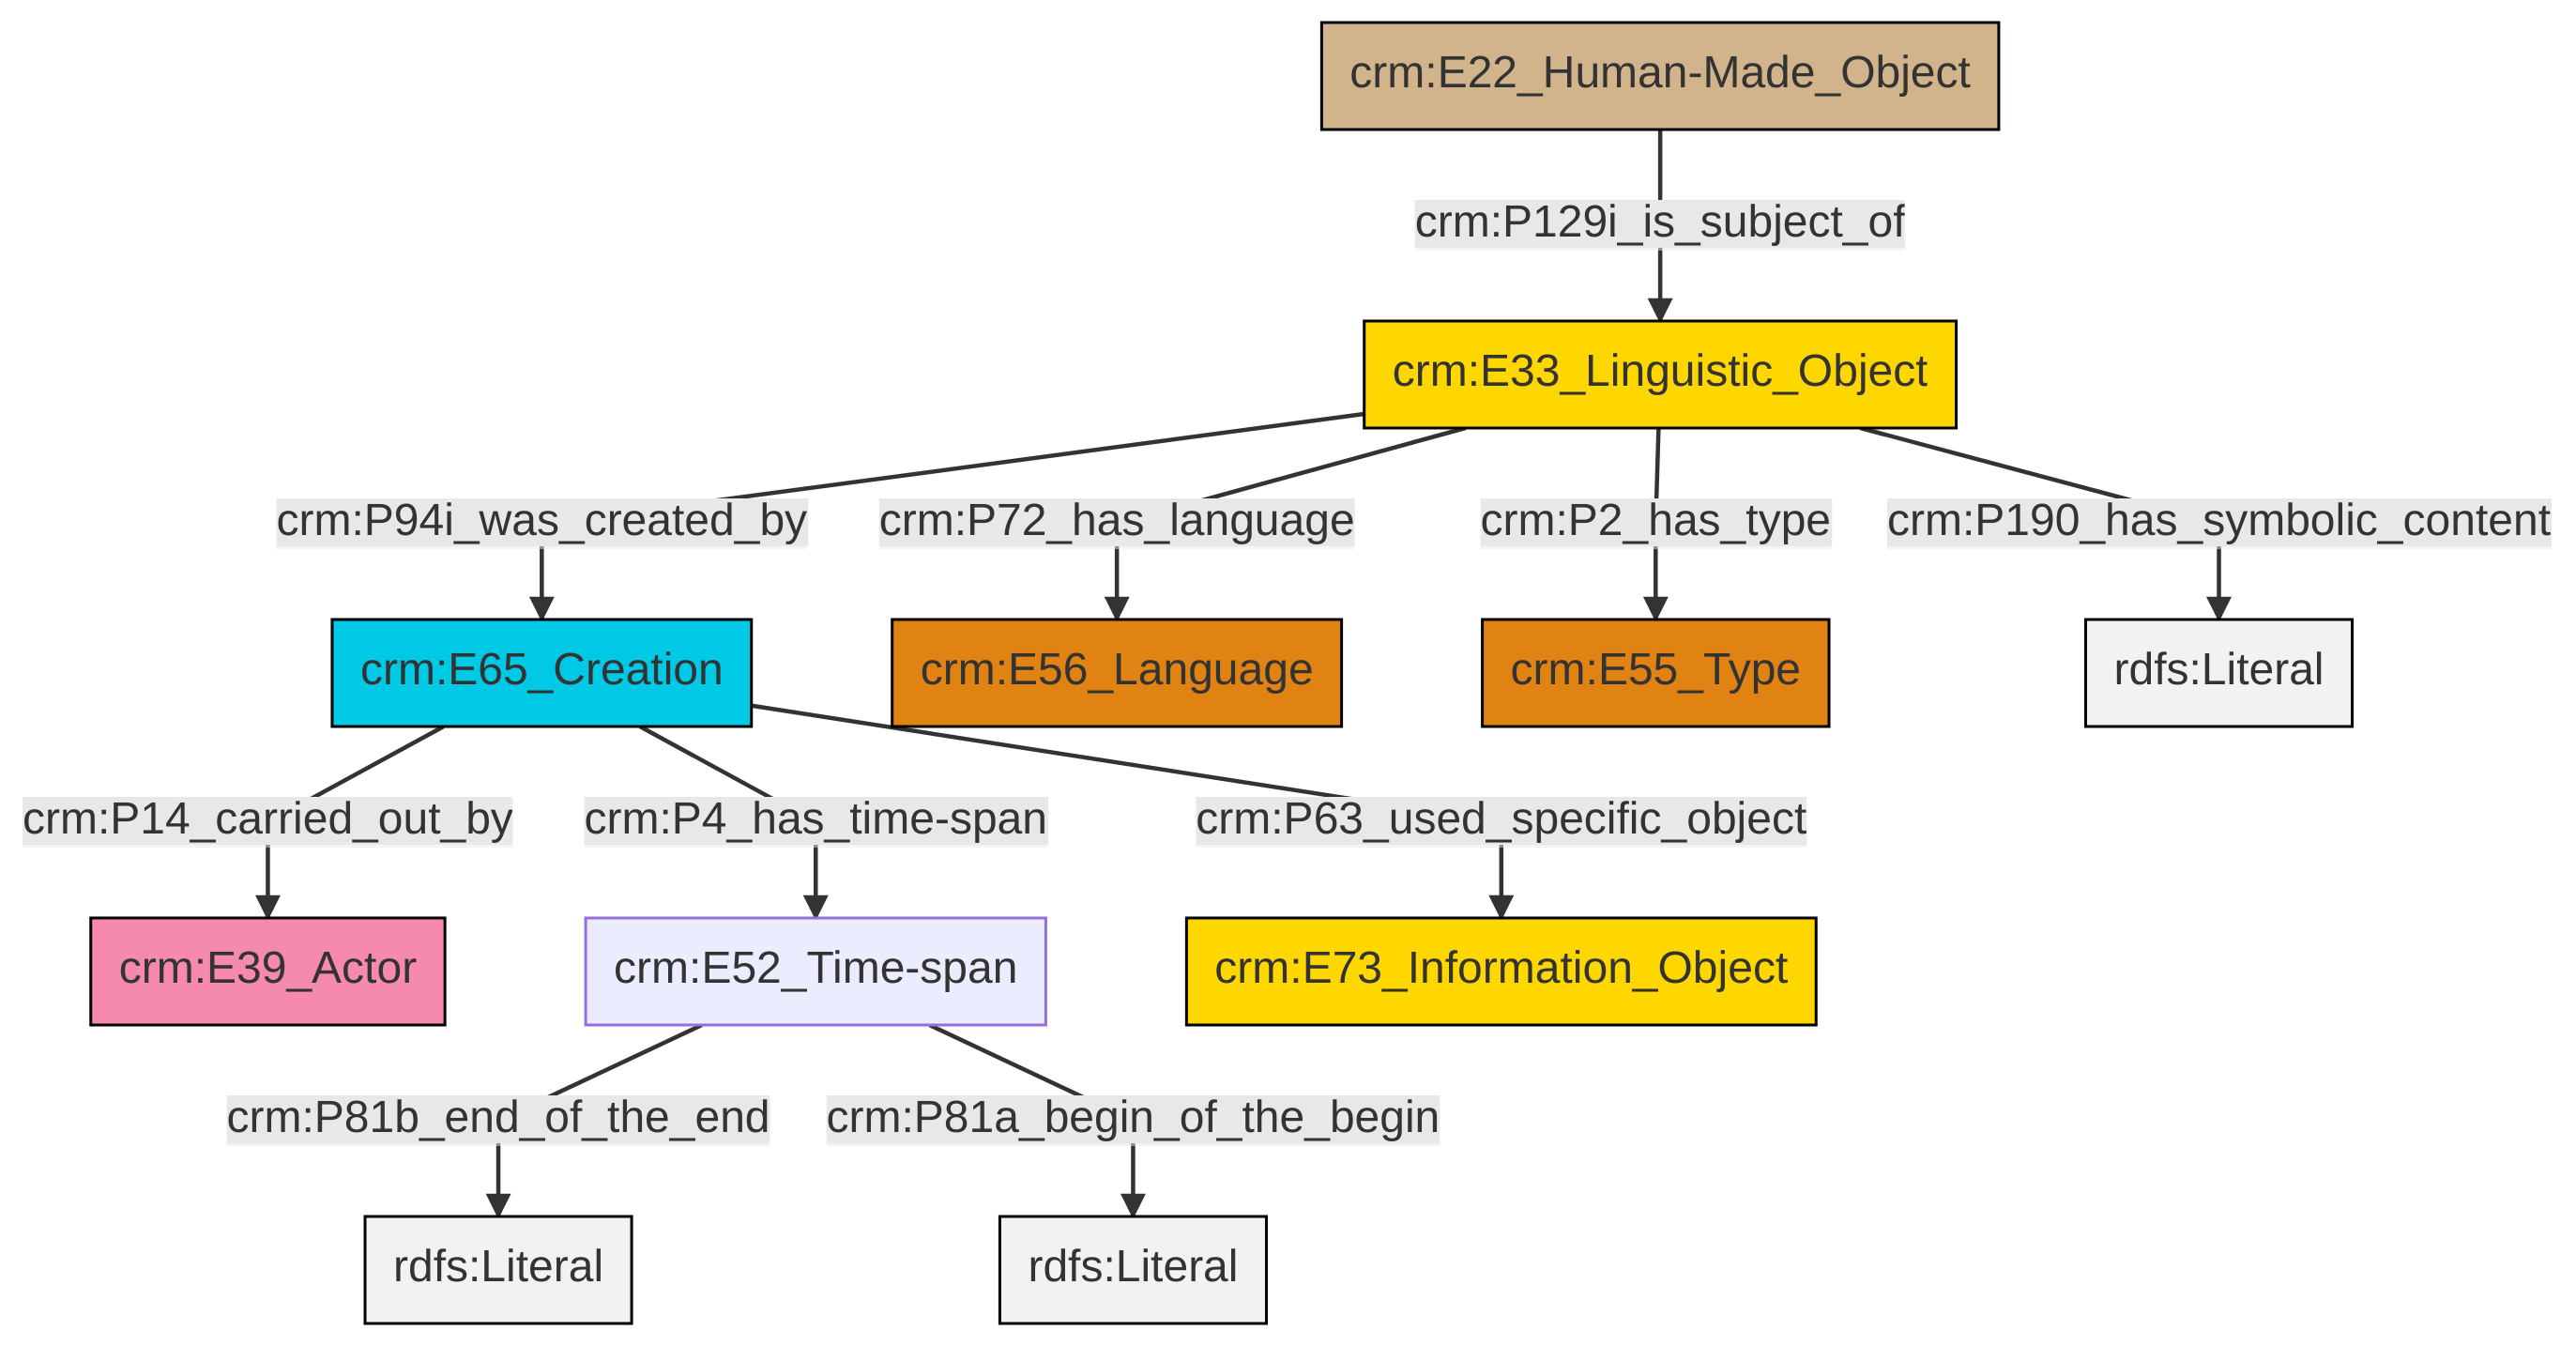 crm:E22_Human-Made_Object
crm:P129i_is_subject_of
crm:E33_Linguistic_Object
crm:P94i_was_created_by
crm:P72_has_language
crm:P2_has_type
crm:P190_has_symbolic_content
crm:E65_Creation
crm:E56_Language
crm:E55_Type
rdfs:Literal
crm:P14_carried_out_by
crm:P4_has_time-span
crm:P63_used_specific_object
crm:E39_Actor
crm:E52_Time-span
crm:E73_Information_Object
crm:P81b_end_of_the_end
crm:P81a_begin_of_the_begin
rdfs:Literal
rdfs:Literal